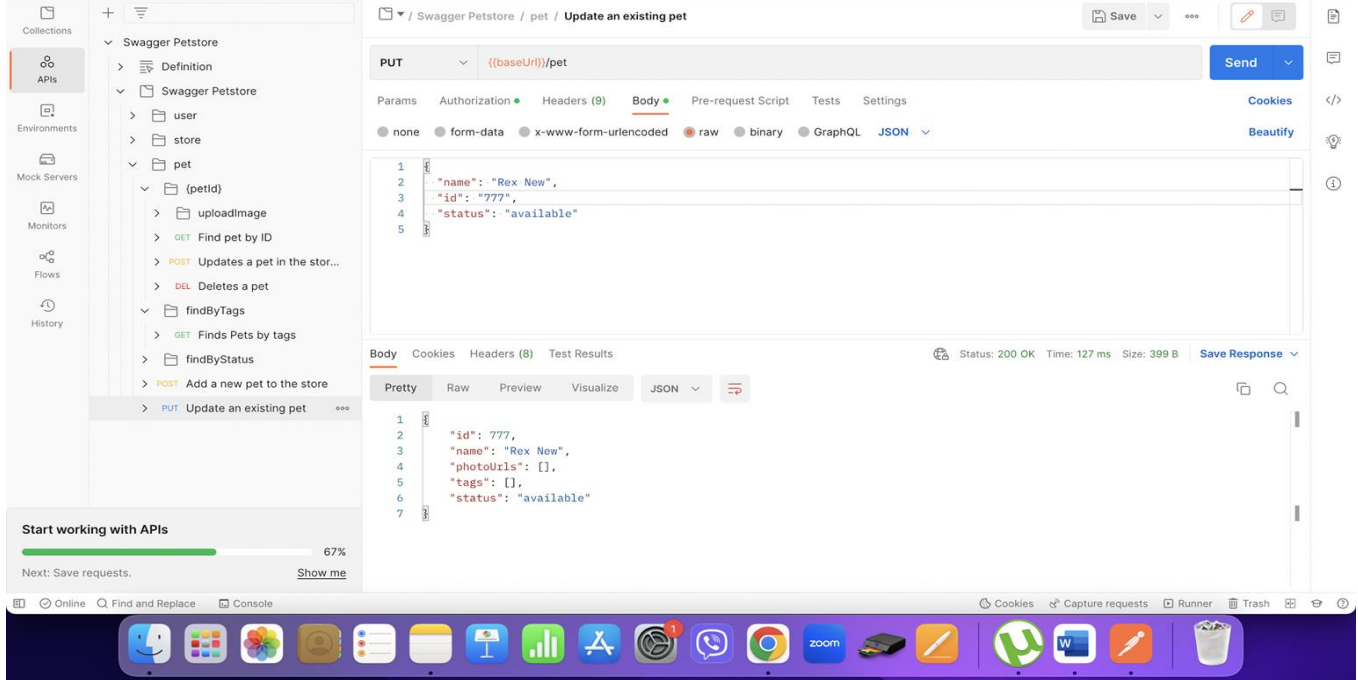 Collections
APIs
Environments
Mock Servers
Monitors
Flows
History
Swagger Petstore
Definition
Swagger Petstore
user
store
pet
{petId}
uploadImage
GET Find pet by ID
POST Updates a pet in the stor...
DEL Deletes a pet
findByTags
GET Finds Pets by tags
findByStatus
POST Add a new pet to the store
PUT Update an existing pet
Start working with APIs
67%
Next: Save requests. Show me
/ Swagger Petstore / pet / Update an existing pet
Save
PUT {{baseUrl}}/pet Send
Params Authorization Headers (9) Body Pre-request Script Tests Settings Cookies
none form-data x-www-form-urlencoded raw binary GraphQL JSON Beautify
1 {
2 "name": "Rex New",
3 "id": "777",
4 "status": "available"
5 }
Body Cookies Headers (8) Test Results Status: 200 OK Time: 127 ms Size: 399 B Save Response
Pretty Raw Preview Visualize JSON
1 {
2 "id": 777,
3 "name": "Rex New",
4 "photoUrls": [],
5 "tags": [],
6 "status": "available"
7 }
Online Find and Replace Console Cookies Capture requests Runner Trash
1
zoom
W